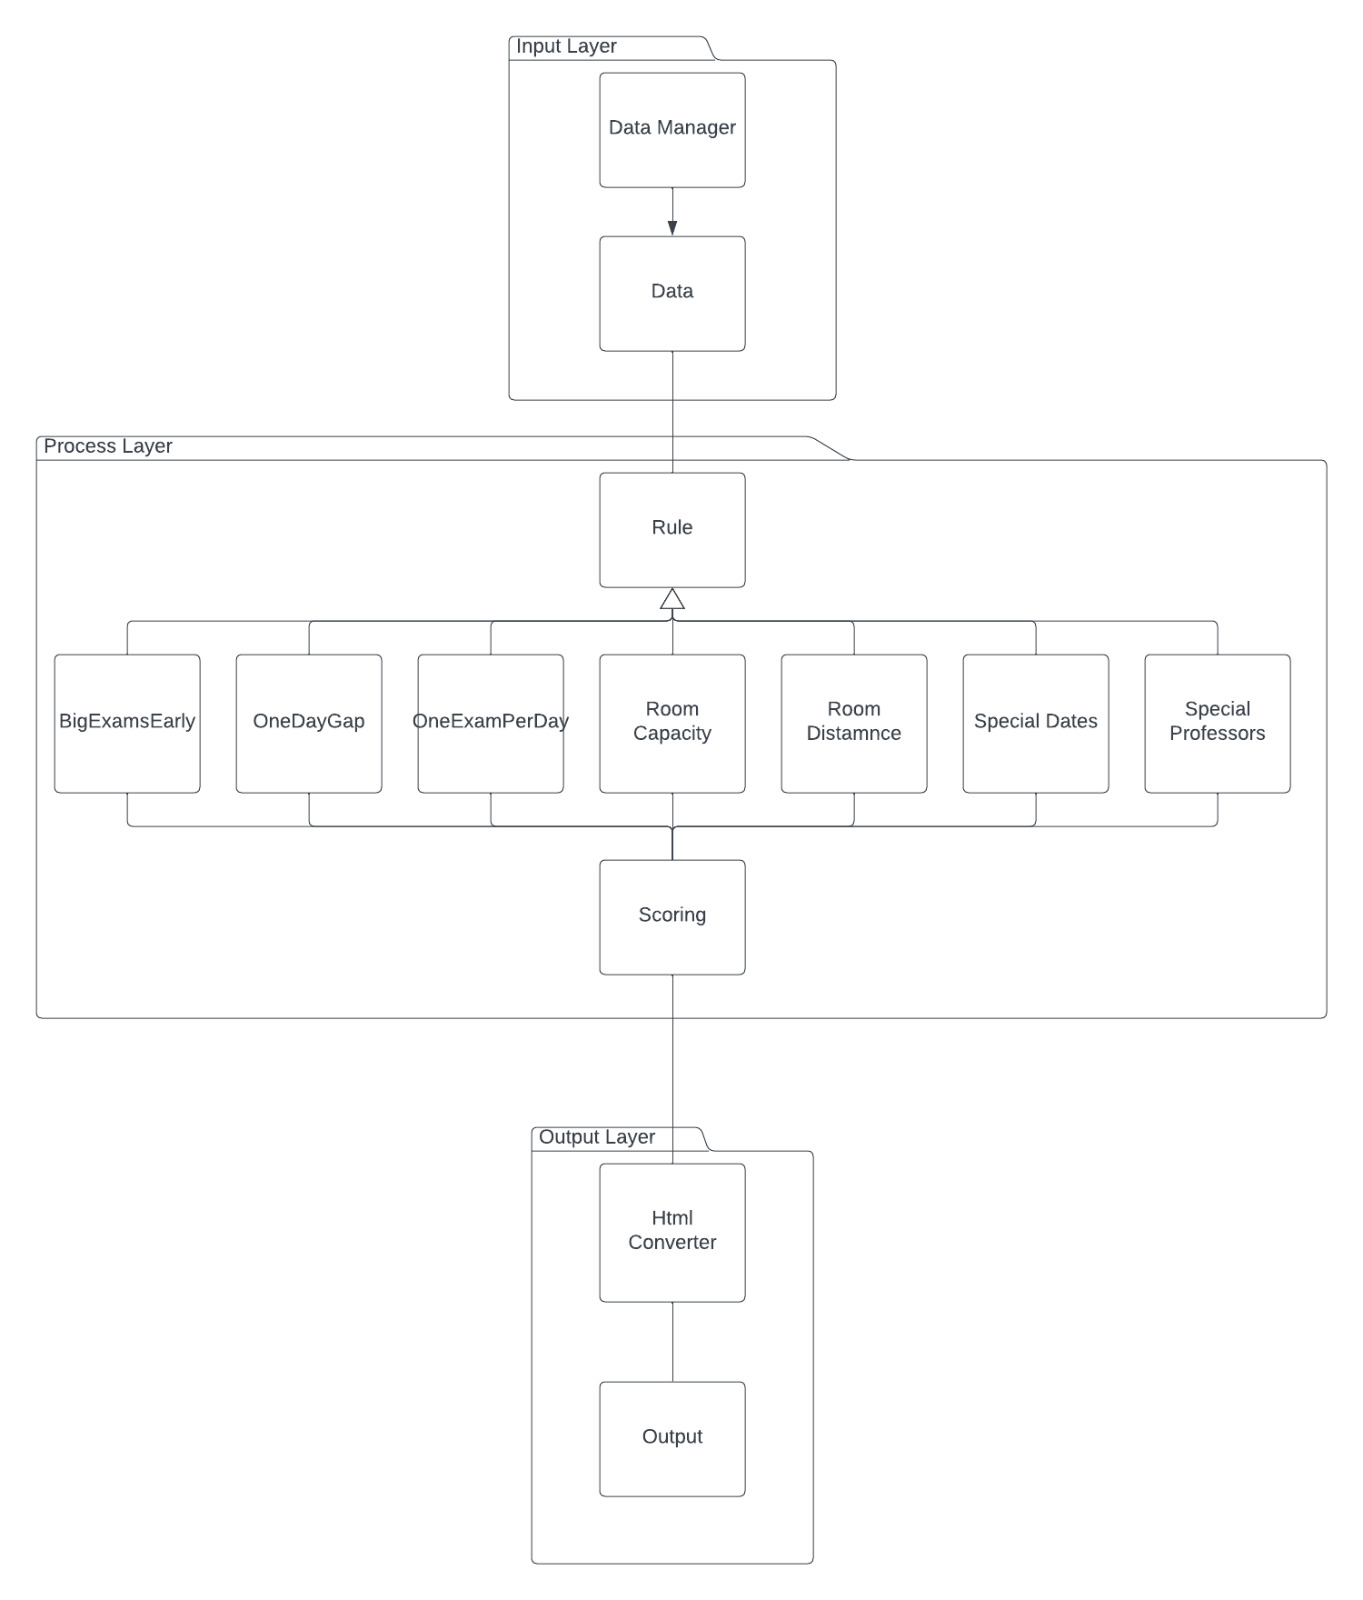 Input Layer
Data Manager
Data
Process Layer
Rule
BigExamsEarly
OneDayGap
OneExamPerDay
Room
Capacity
Room
Distamnce
Special Dates
Special
Professors
Scoring
Output Layer
Html
Converter
Output